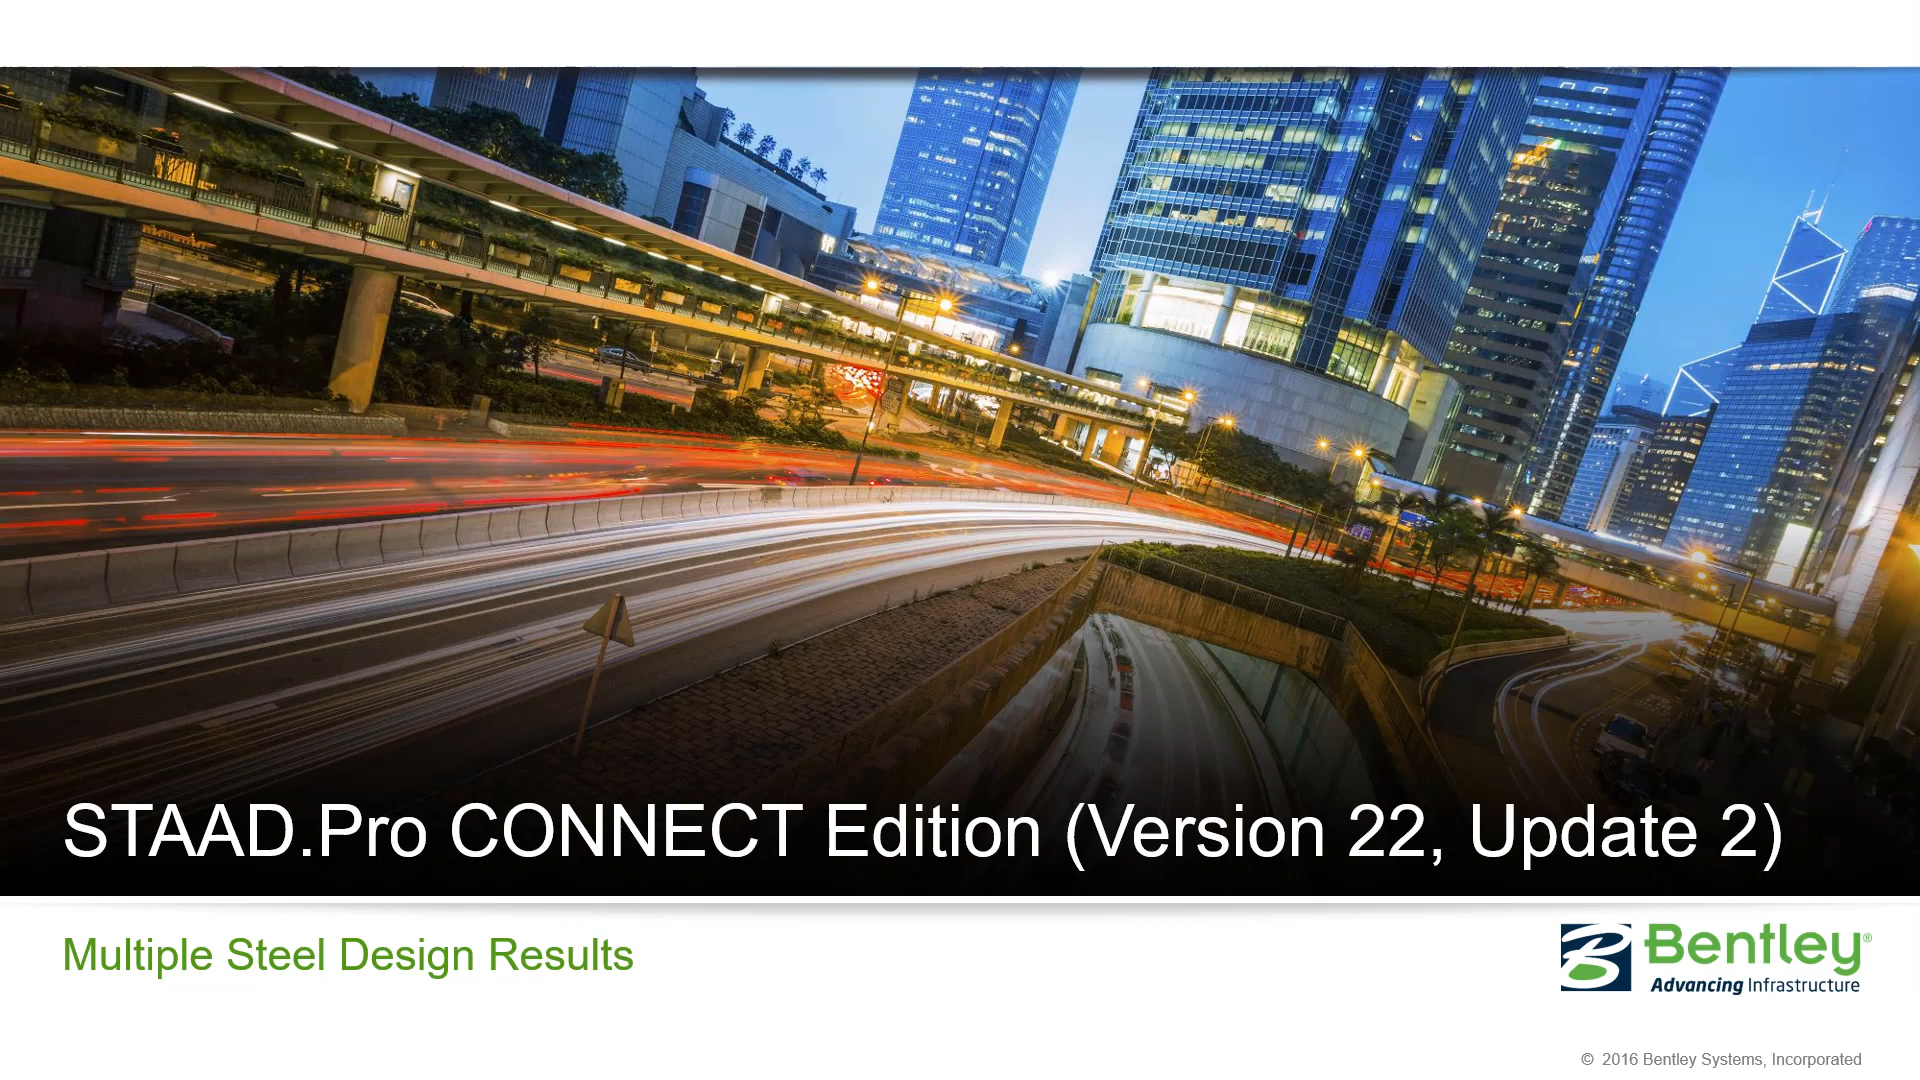 STAAD.Pro CONNECT Edition (Version 22, Update 2)
Multiple Steel Design Results
Bentley®
Advancing Infrastructure
© 2016 Bentley Systems, Incorporated